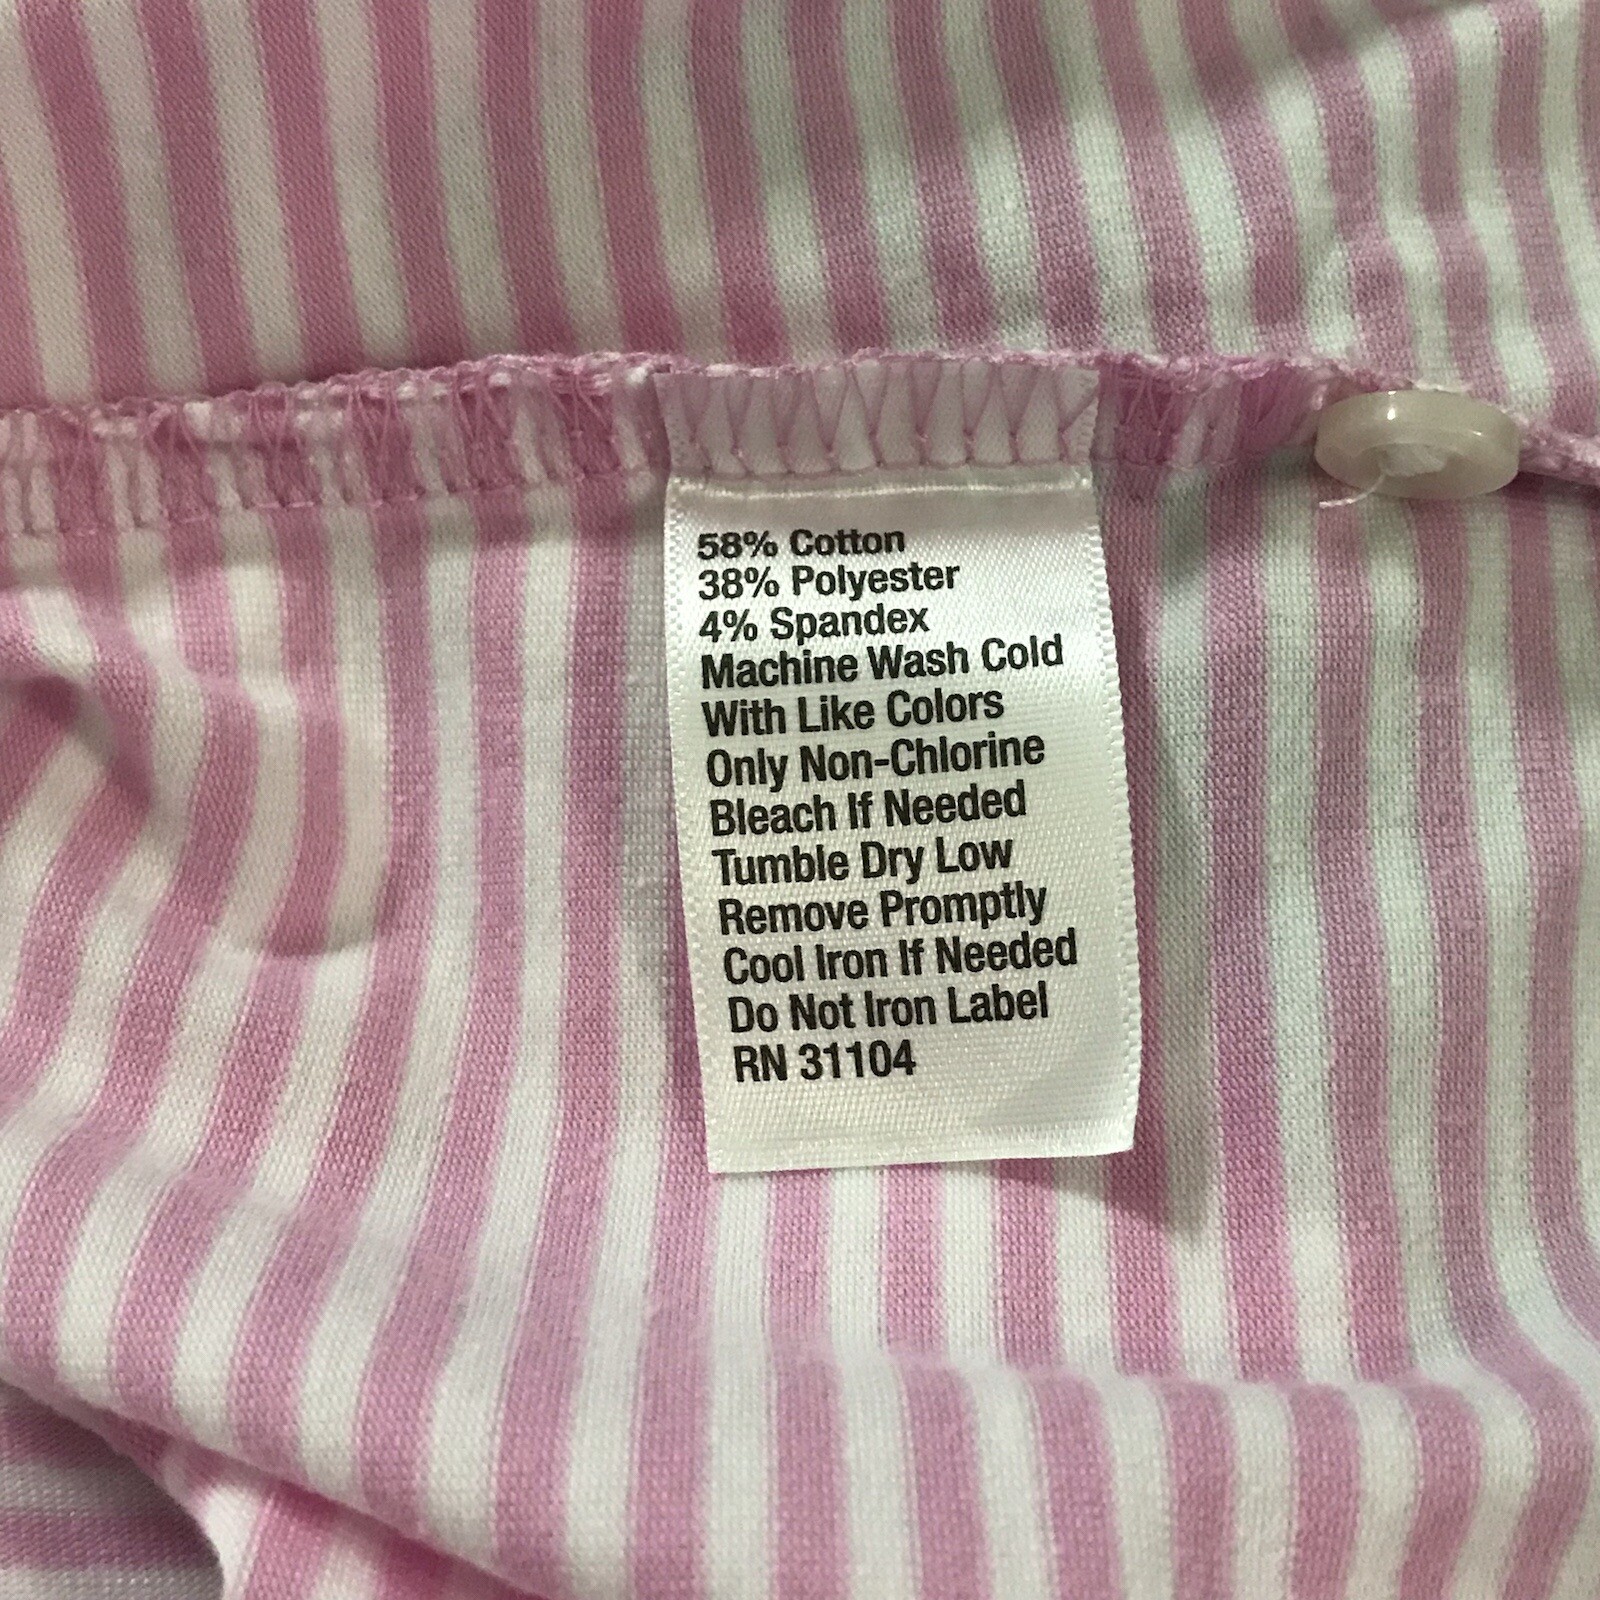 58% Cotton
38% Polyester
4% Spandex
Machine Wash Cold
With Like Colors
Only Non-Chlorine
Bleach If Needed
Tumble Dry Low
Remove Promptly
Cool Iron If Needed
Do Not Iron Label
RN 31104